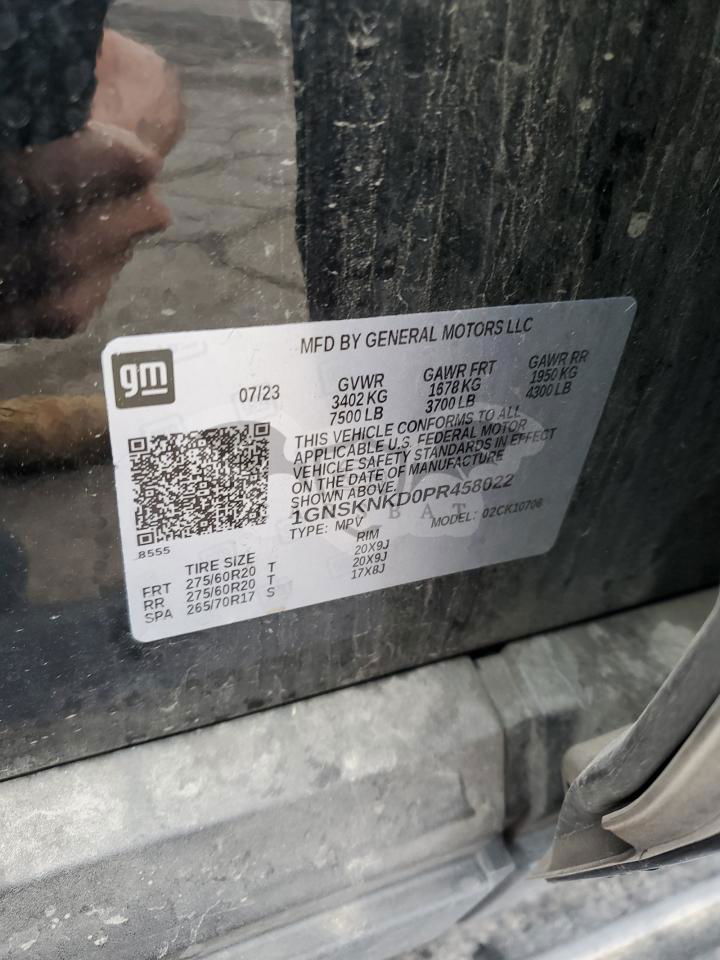 MFD BY GENERAL MOTORS LLC
gm
07/23
GVWR GAWR FRT GAWR RR
3402 KG 1678 KG 1950 KG
7500 LB 3700 LB 4300 LB
THIS VEHICLE CONFORMS TO ALL
APPLICABLE U.S. FEDERAL MOTOR
VEHICLE SAFETY STANDARDS IN EFFECT
ON THE DATE OF MANUFACTURE
SHOWN ABOVE.
1GNSKNKD0PR458022
SBAT
TYPE: MPV MODEL: 02CK10706
8555
TIRE SIZE RIM
FRT 275/60R20 T 20X9J
RR 275/60R20 T 20X9J
SPA 265/70R17 S 17X8J